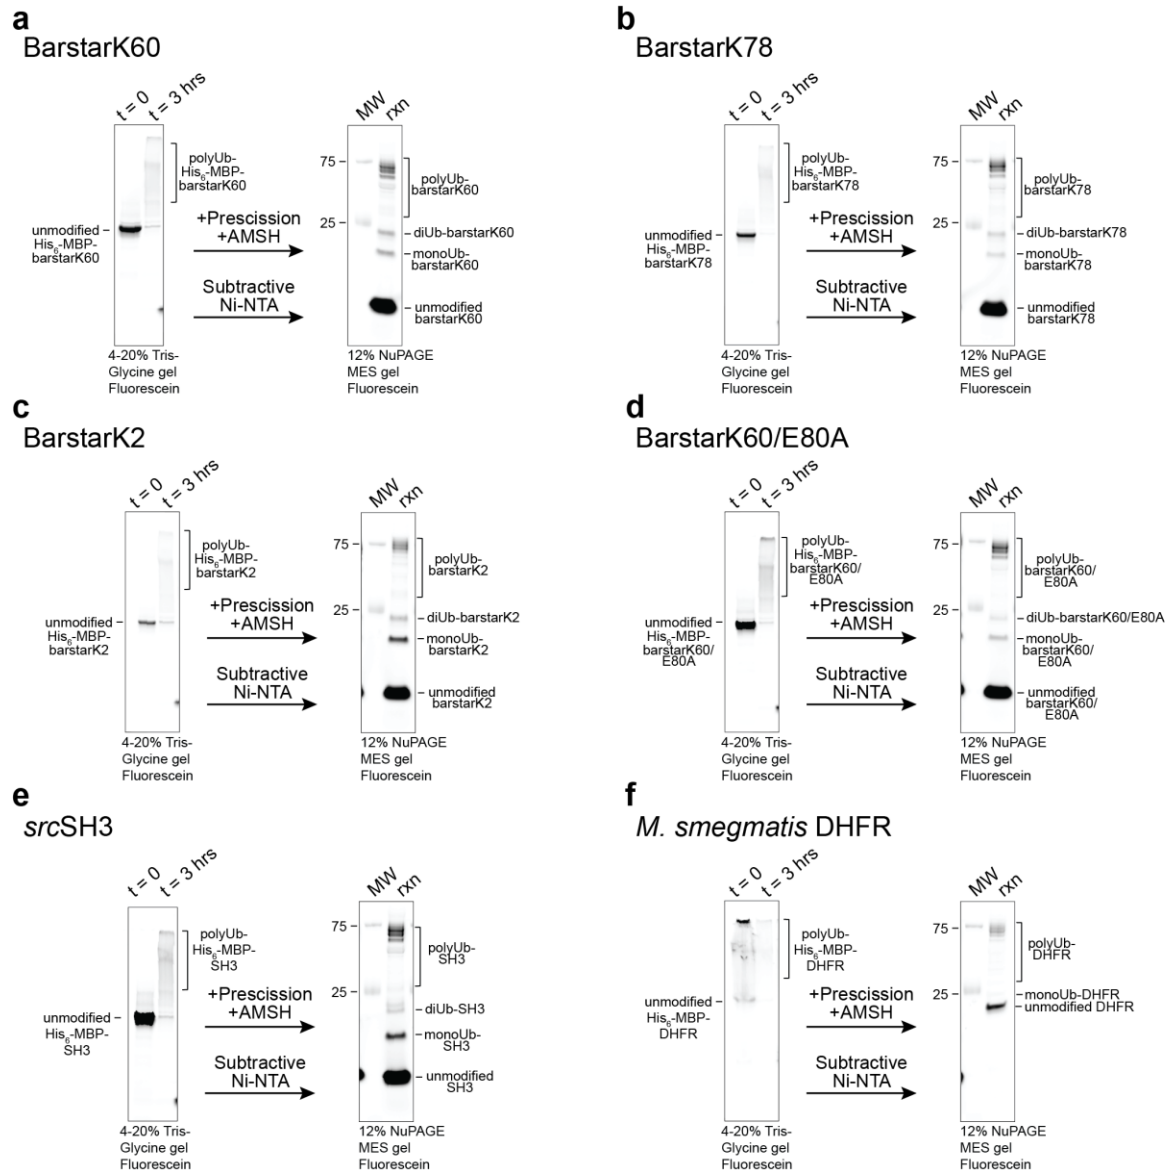 a
BarstarK60
t = 0
t = 3 hrs
unmodified
His6-MBP-
barstarK60
polyUb-
His6-MBP-
barstarK60
+Prescission
+AMSH
Subtractive
Ni-NTA
4-20% Tris-
Glycine gel
Fluorescein
MW
rxn
75
25
polyUb-
barstarK60
diUb-barstarK60
monoUb-
barstarK60
unmodified
barstarK60
12% NuPAGE
MES gel
Fluorescein
b
BarstarK78
t = 0
t = 3 hrs
unmodified
His6-MBP-
barstarK78
polyUb-
His6-MBP-
barstarK78
+Prescission
+AMSH
Subtractive
Ni-NTA
4-20% Tris-
Glycine gel
Fluorescein
MW
rxn
75
25
polyUb-
barstarK78
diUb-barstarK78
monoUb-
barstarK78
unmodified
barstarK78
12% NuPAGE
MES gel
Fluorescein
c
BarstarK2
t = 0
t = 3 hrs
unmodified
His6-MBP-
barstarK2
polyUb-
His6-MBP-
barstarK2
+Prescission
+AMSH
Subtractive
Ni-NTA
4-20% Tris-
Glycine gel
Fluorescein
MW
rxn
75
25
polyUb-
barstarK2
diUb-barstarK2
monoUb-
barstarK2
unmodified
barstarK2
12% NuPAGE
MES gel
Fluorescein
d
BarstarK60/E80A
t = 0
t = 3 hrs
unmodified
His6-MBP-
barstarK60/
E80A
polyUb-
His6-MBP-
barstarK60/
E80A
+Prescission
+AMSH
Subtractive
Ni-NTA
4-20% Tris-
Glycine gel
Fluorescein
MW
rxn
75
25
polyUb-
barstarK60/
E80A
diUb-barstarK60/E80A
monoUb-
barstarK60/
E80A
unmodified
barstarK60/
E80A
12% NuPAGE
MES gel
Fluorescein
e
srcSH3
t = 0
t = 3 hrs
unmodified
His6-MBP-
SH3
polyUb-
His6-MBP-
SH3
+Prescission
+AMSH
Subtractive
Ni-NTA
4-20% Tris-
Glycine gel
Fluorescein
MW
rxn
75
25
polyUb-
SH3
diUb-SH3
monoUb-
SH3
unmodified
SH3
12% NuPAGE
MES gel
Fluorescein
f
M. smegmatis DHFR
t = 0
t = 3 hrs
unmodified
His6-MBP-
DHFR
polyUb-
His6-MBP-
DHFR
+Prescission
+AMSH
Subtractive
Ni-NTA
4-20% Tris-
Glycine gel
Fluorescein
MW
rxn
75
25
polyUb-
DHFR
monoUb-DHFR
unmodified DHFR
12% NuPAGE
MES gel
Fluorescein